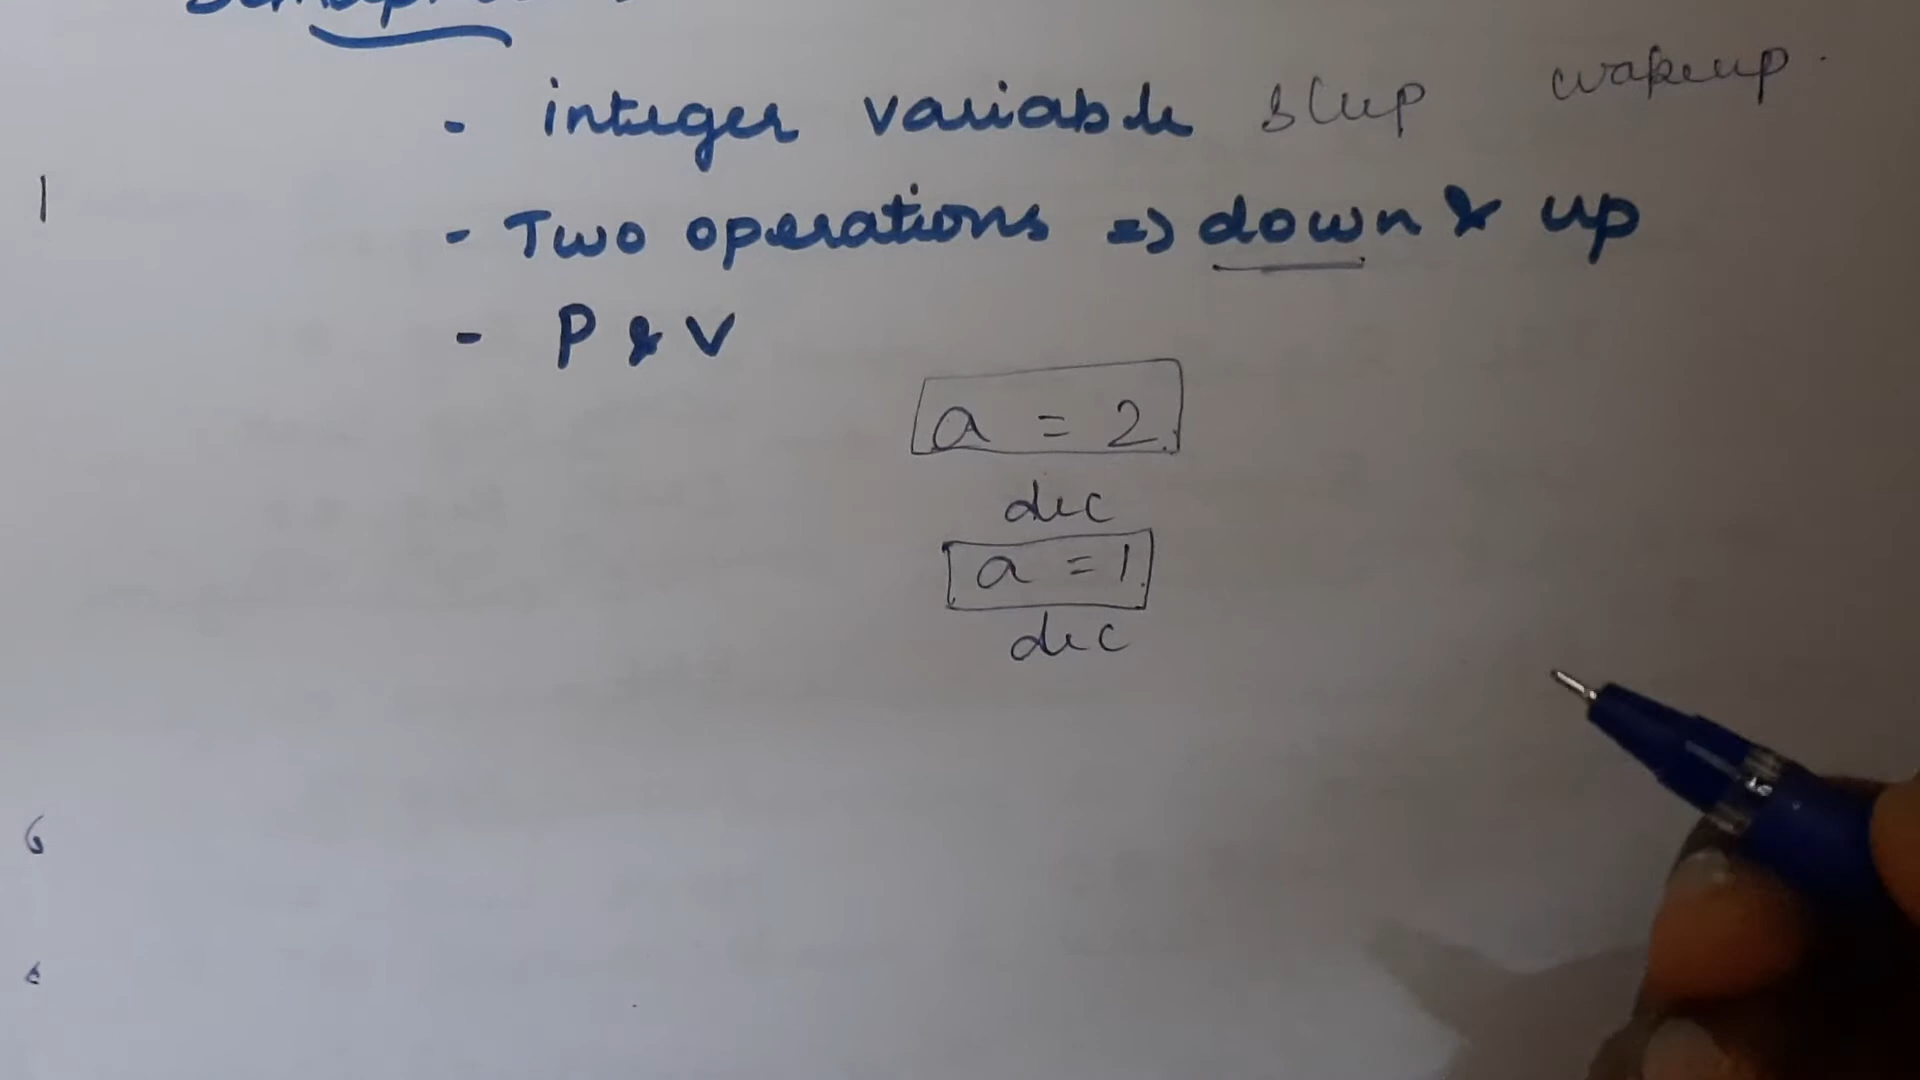 - integer variable sleep wakeup.
- Two operations => down & up
- P & V
a = 2
dec
a = 1
dec